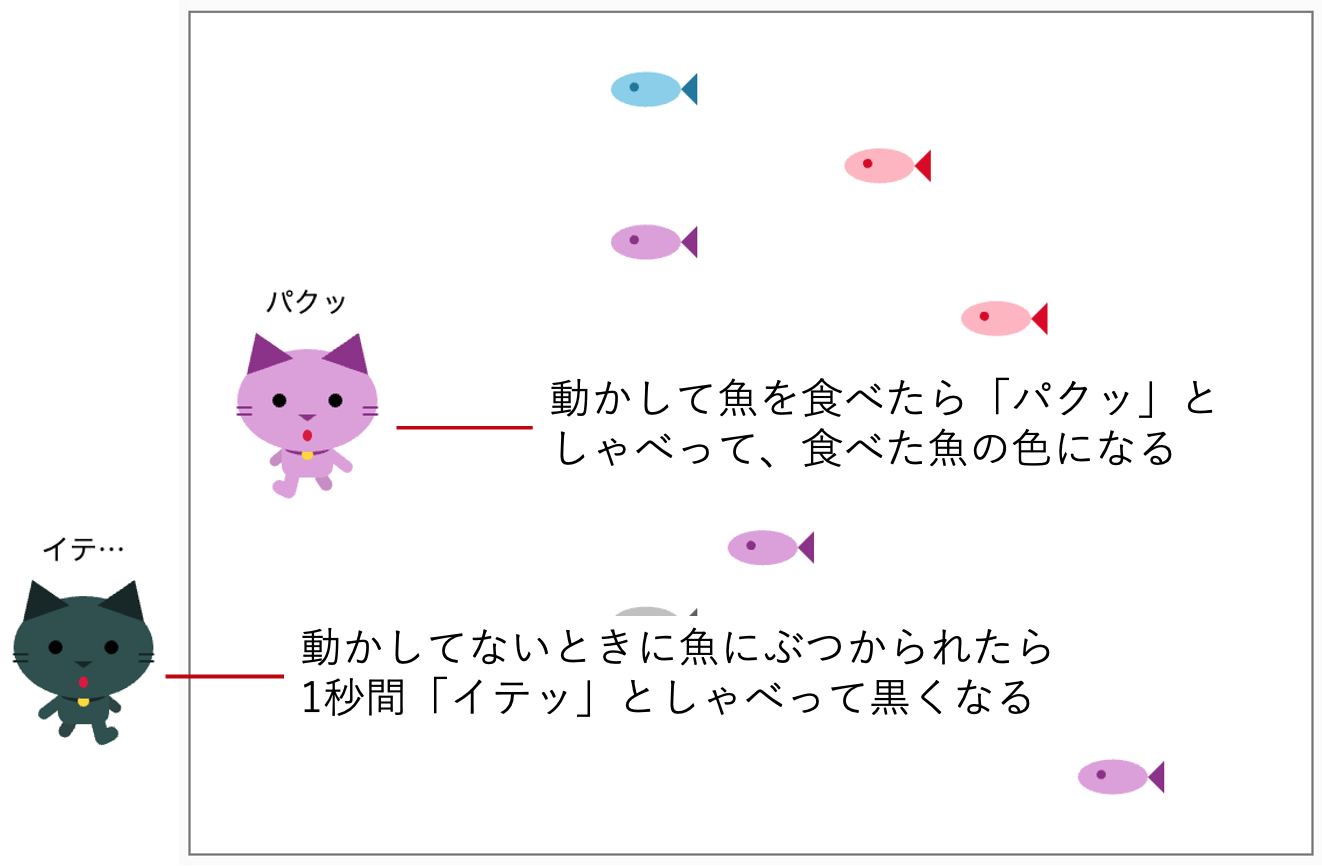 パクッ
動かして魚を食べたら「パクッ」と
しゃべって、食べた魚の色になる
イテ…
動かしてないときに魚にぶつかられたら
1秒間「イテッ」としゃべって黒くなる